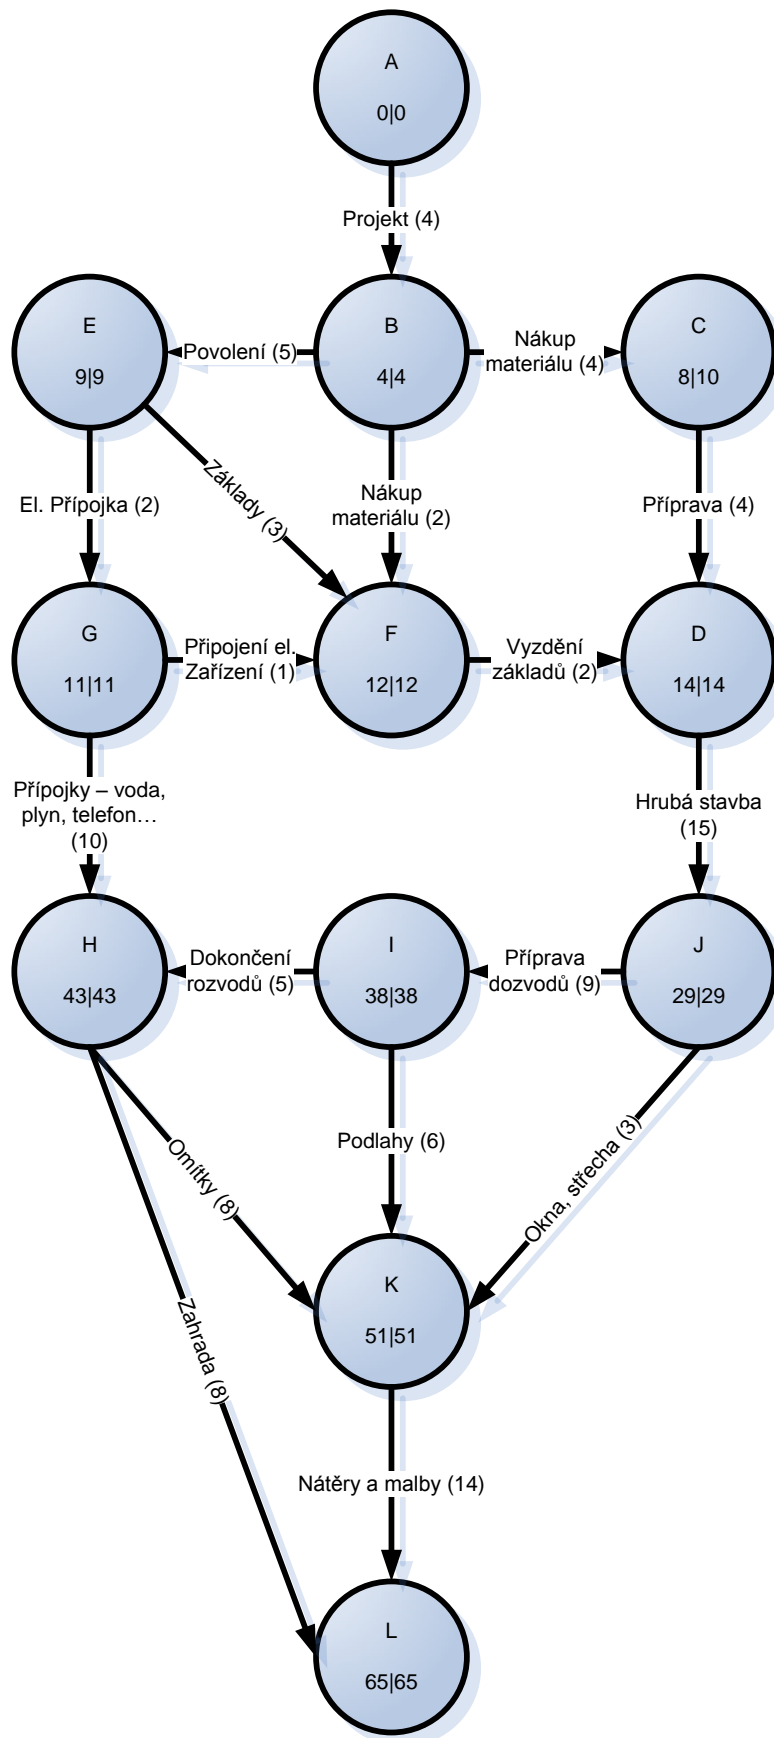 A
0|0
Projekt (4)
E
9|9
Povolení (5)
B
4|4
Nákup
materiálu (4)
C
8|10
El. Přípojka (2)
Základy (3)
Nákup
materiálu (2)
Příprava (4)
G
11|11
Připojení el.
Zařízení (1)
F
12|12
Vyzdění
základů (2)
D
14|14
Přípojky – voda,
plyn, telefon…
(10)
Hrubá stavba
(15)
H
43|43
Dokončení
rozvodů (5)
I
38|38
Příprava
dozvodů (9)
J
29|29
Omítky (8)
Podlahy (6)
Okna, střecha (3)
Zahrada (8)
K
51|51
Nátěry a malby (14)
L
65|65